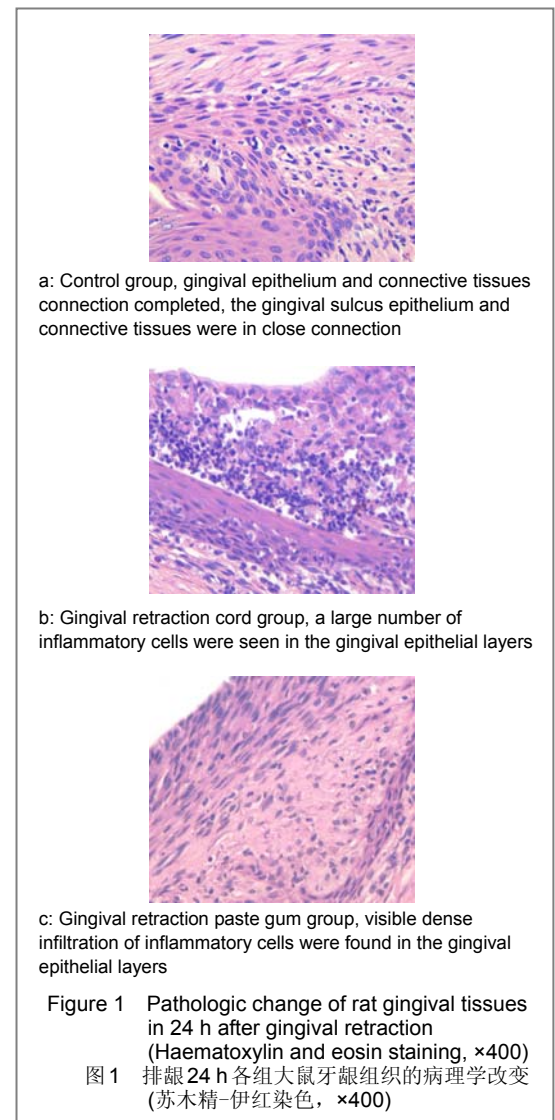 a: Control group, gingival epithelium and connective tissues
connection completed, the gingival sulcus epithelium and
connective tissues were in close connection
b: Gingival retraction cord group, a large number of
inflammatory cells were seen in the gingival epithelial layers
c: Gingival retraction paste gum group, visible dense
infiltration of inflammatory cells were found in the gingival
epithelial layers
Figure 1 Pathologic change of rat gingival tissues
in 24 h after gingival retraction
(Haematoxylin and eosin staining, ×400)
图1 排龈24 h各组大鼠牙龈组织的病理学改变
(苏木精-伊红染色，×400)